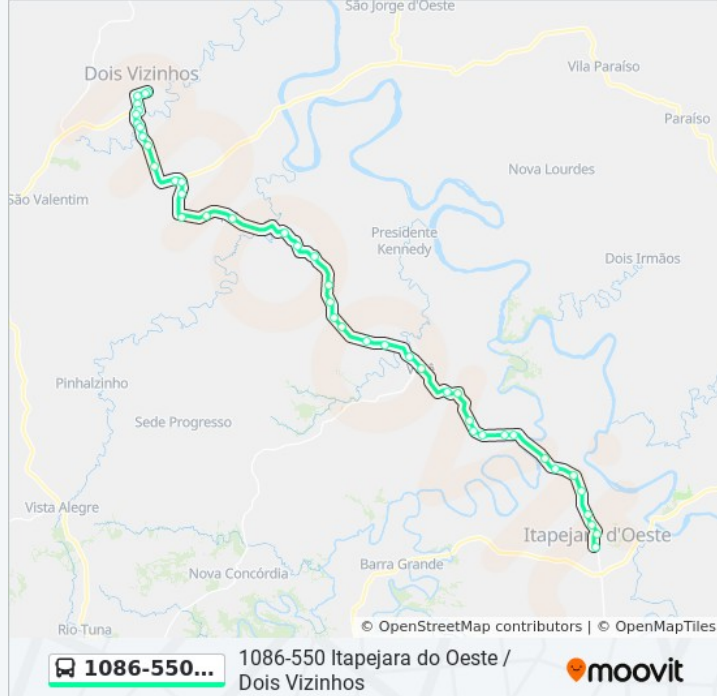 São Jorge d'Oeste
Dois Vizinhos
Vila Paraíso
Paraíso
Nova Lourdes
São Valentim
Presidente
Kennedy
Dois Irmãos
Pinhalzinho
Sede Progresso
Vista Alegre
Itapejara d'Oeste
Barra Grande
Nova Concórdia
Rio Tuna
© OpenStreetMap contributors | © OpenMapTiles
1086-550...
1086-550 Itapejara do Oeste /
Dois Vizinhos
moovit